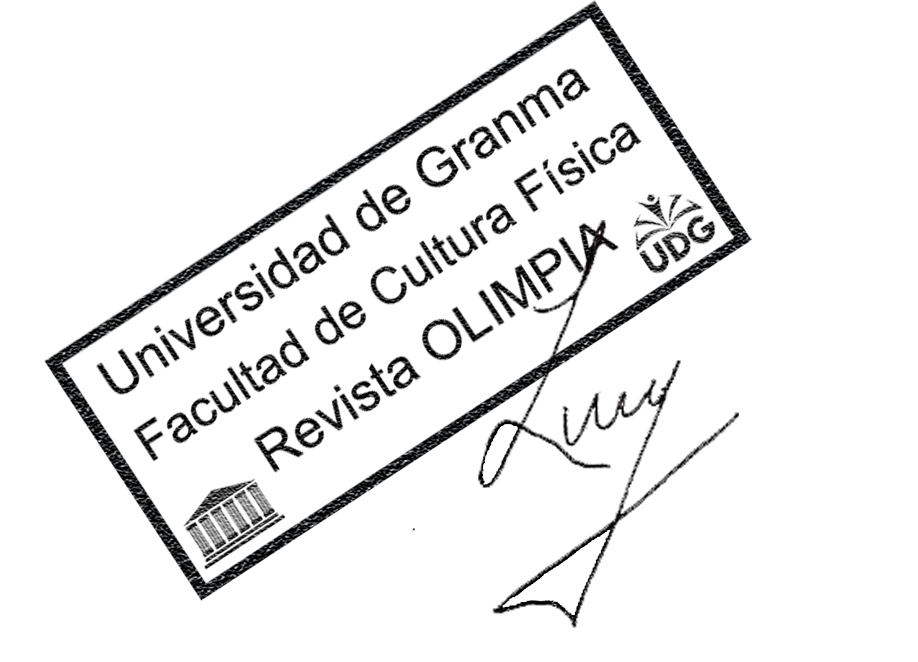 Universidad de Granma
Facultad de Cultura Física
Revista OLIMPIA
UDG